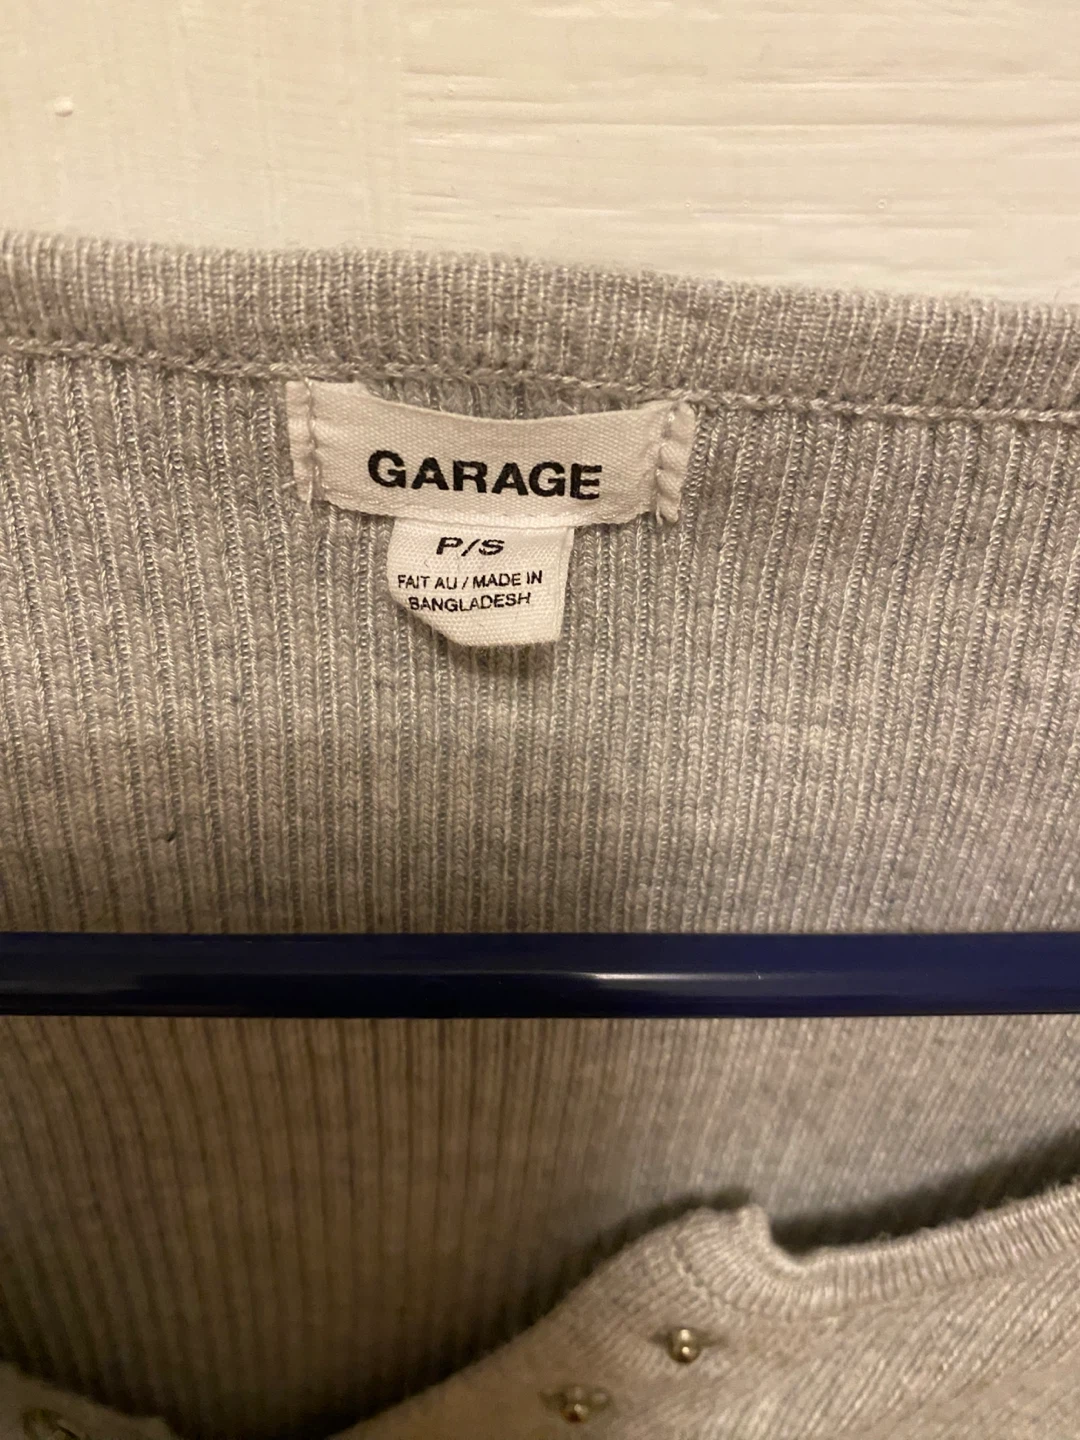 GARAGE
P/S
FAIT AU / MADE IN
BANGLADESH